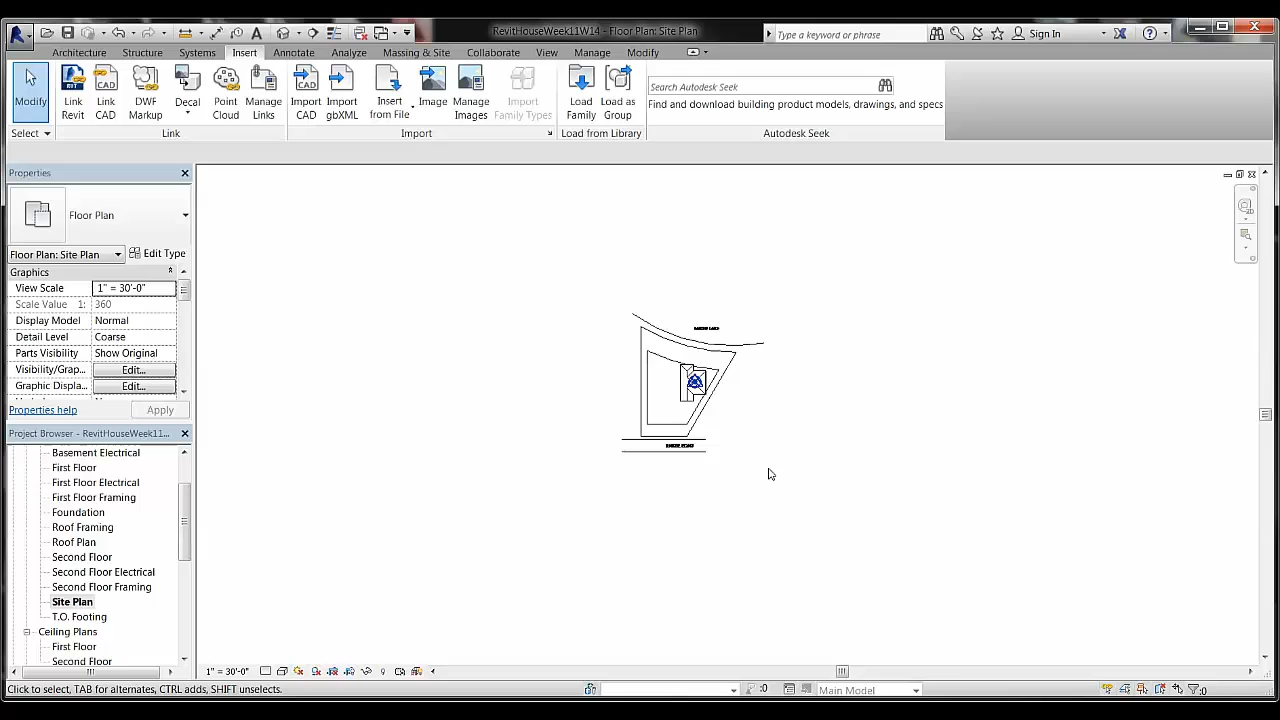 RevitHouseWeek11W14 - Floor Plan: Site Plan
Type a keyword or phrase
Sign In
Architecture Structure Systems Insert Annotate Analyze Massing & Site Collaborate View Manage Modify
Modify
Link Revit
Link CAD
DWF Markup
Decal
Point Cloud
Manage Links
Import CAD
Import gbXML
Insert from File
Image
Manage Images
Import Family Types
Load Family
Load as Group
Search Autodesk Seek
Find and download building product models, drawings, and specs
Select
Link
Import
Load from Library
Autodesk Seek
Properties
Floor Plan
Floor Plan: Site Plan
Edit Type
Graphics
View Scale 1" = 30'-0"
Scale Value 1: 360
Display Model Normal
Detail Level Coarse
Parts Visibility Show Original
Visibility/Grap... Edit...
Graphic Displa... Edit...
Properties help
Apply
Project Browser - RevitHouseWeek11...
Basement Electrical
First Floor
First Floor Electrical
First Floor Framing
Foundation
Roof Framing
Roof Plan
Second Floor
Second Floor Electrical
Second Floor Framing
Site Plan
T.O. Footing
Ceiling Plans
First Floor
Second Floor
1" = 30'-0"
Click to select, TAB for alternates, CTRL adds, SHIFT unselects.
:0
Main Model
:0